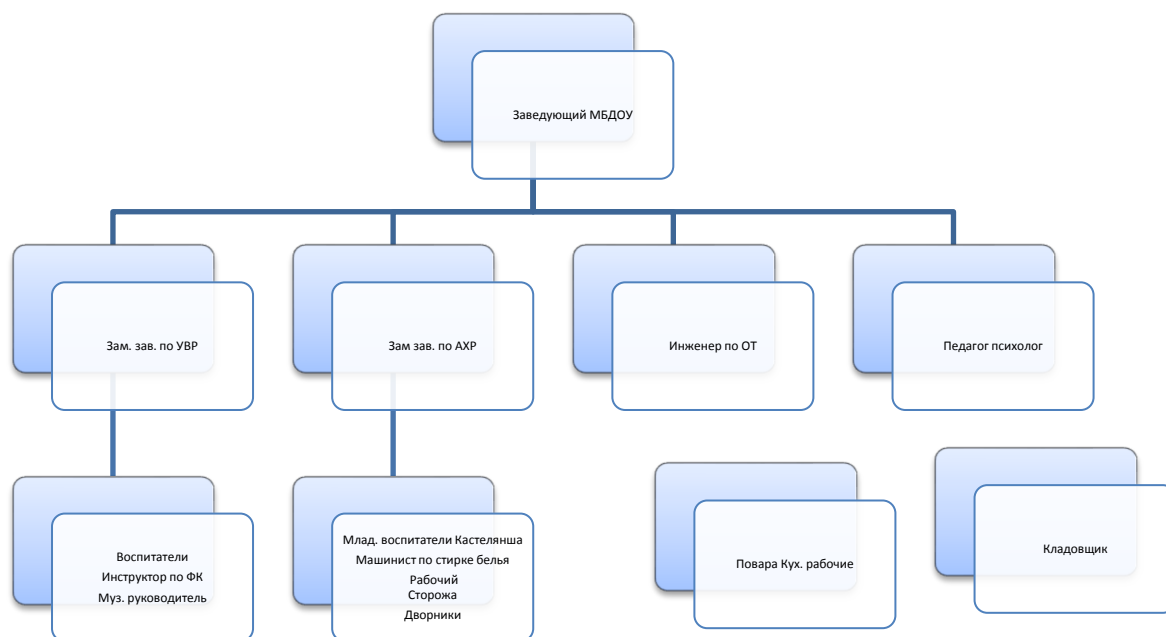 Заведующий МБДОУ
Зам. зав. по УВР
Зам зав. по АХР
Инженер по ОТ
Педагог психолог
Воспитатели
Инструктор по ФК
Муз. руководитель
Млад. воспитатели Кастелянша
Машинист по стирке белья
Рабочий
Сторожа
Дворники
Повара Кух. рабочие
Кладовщик